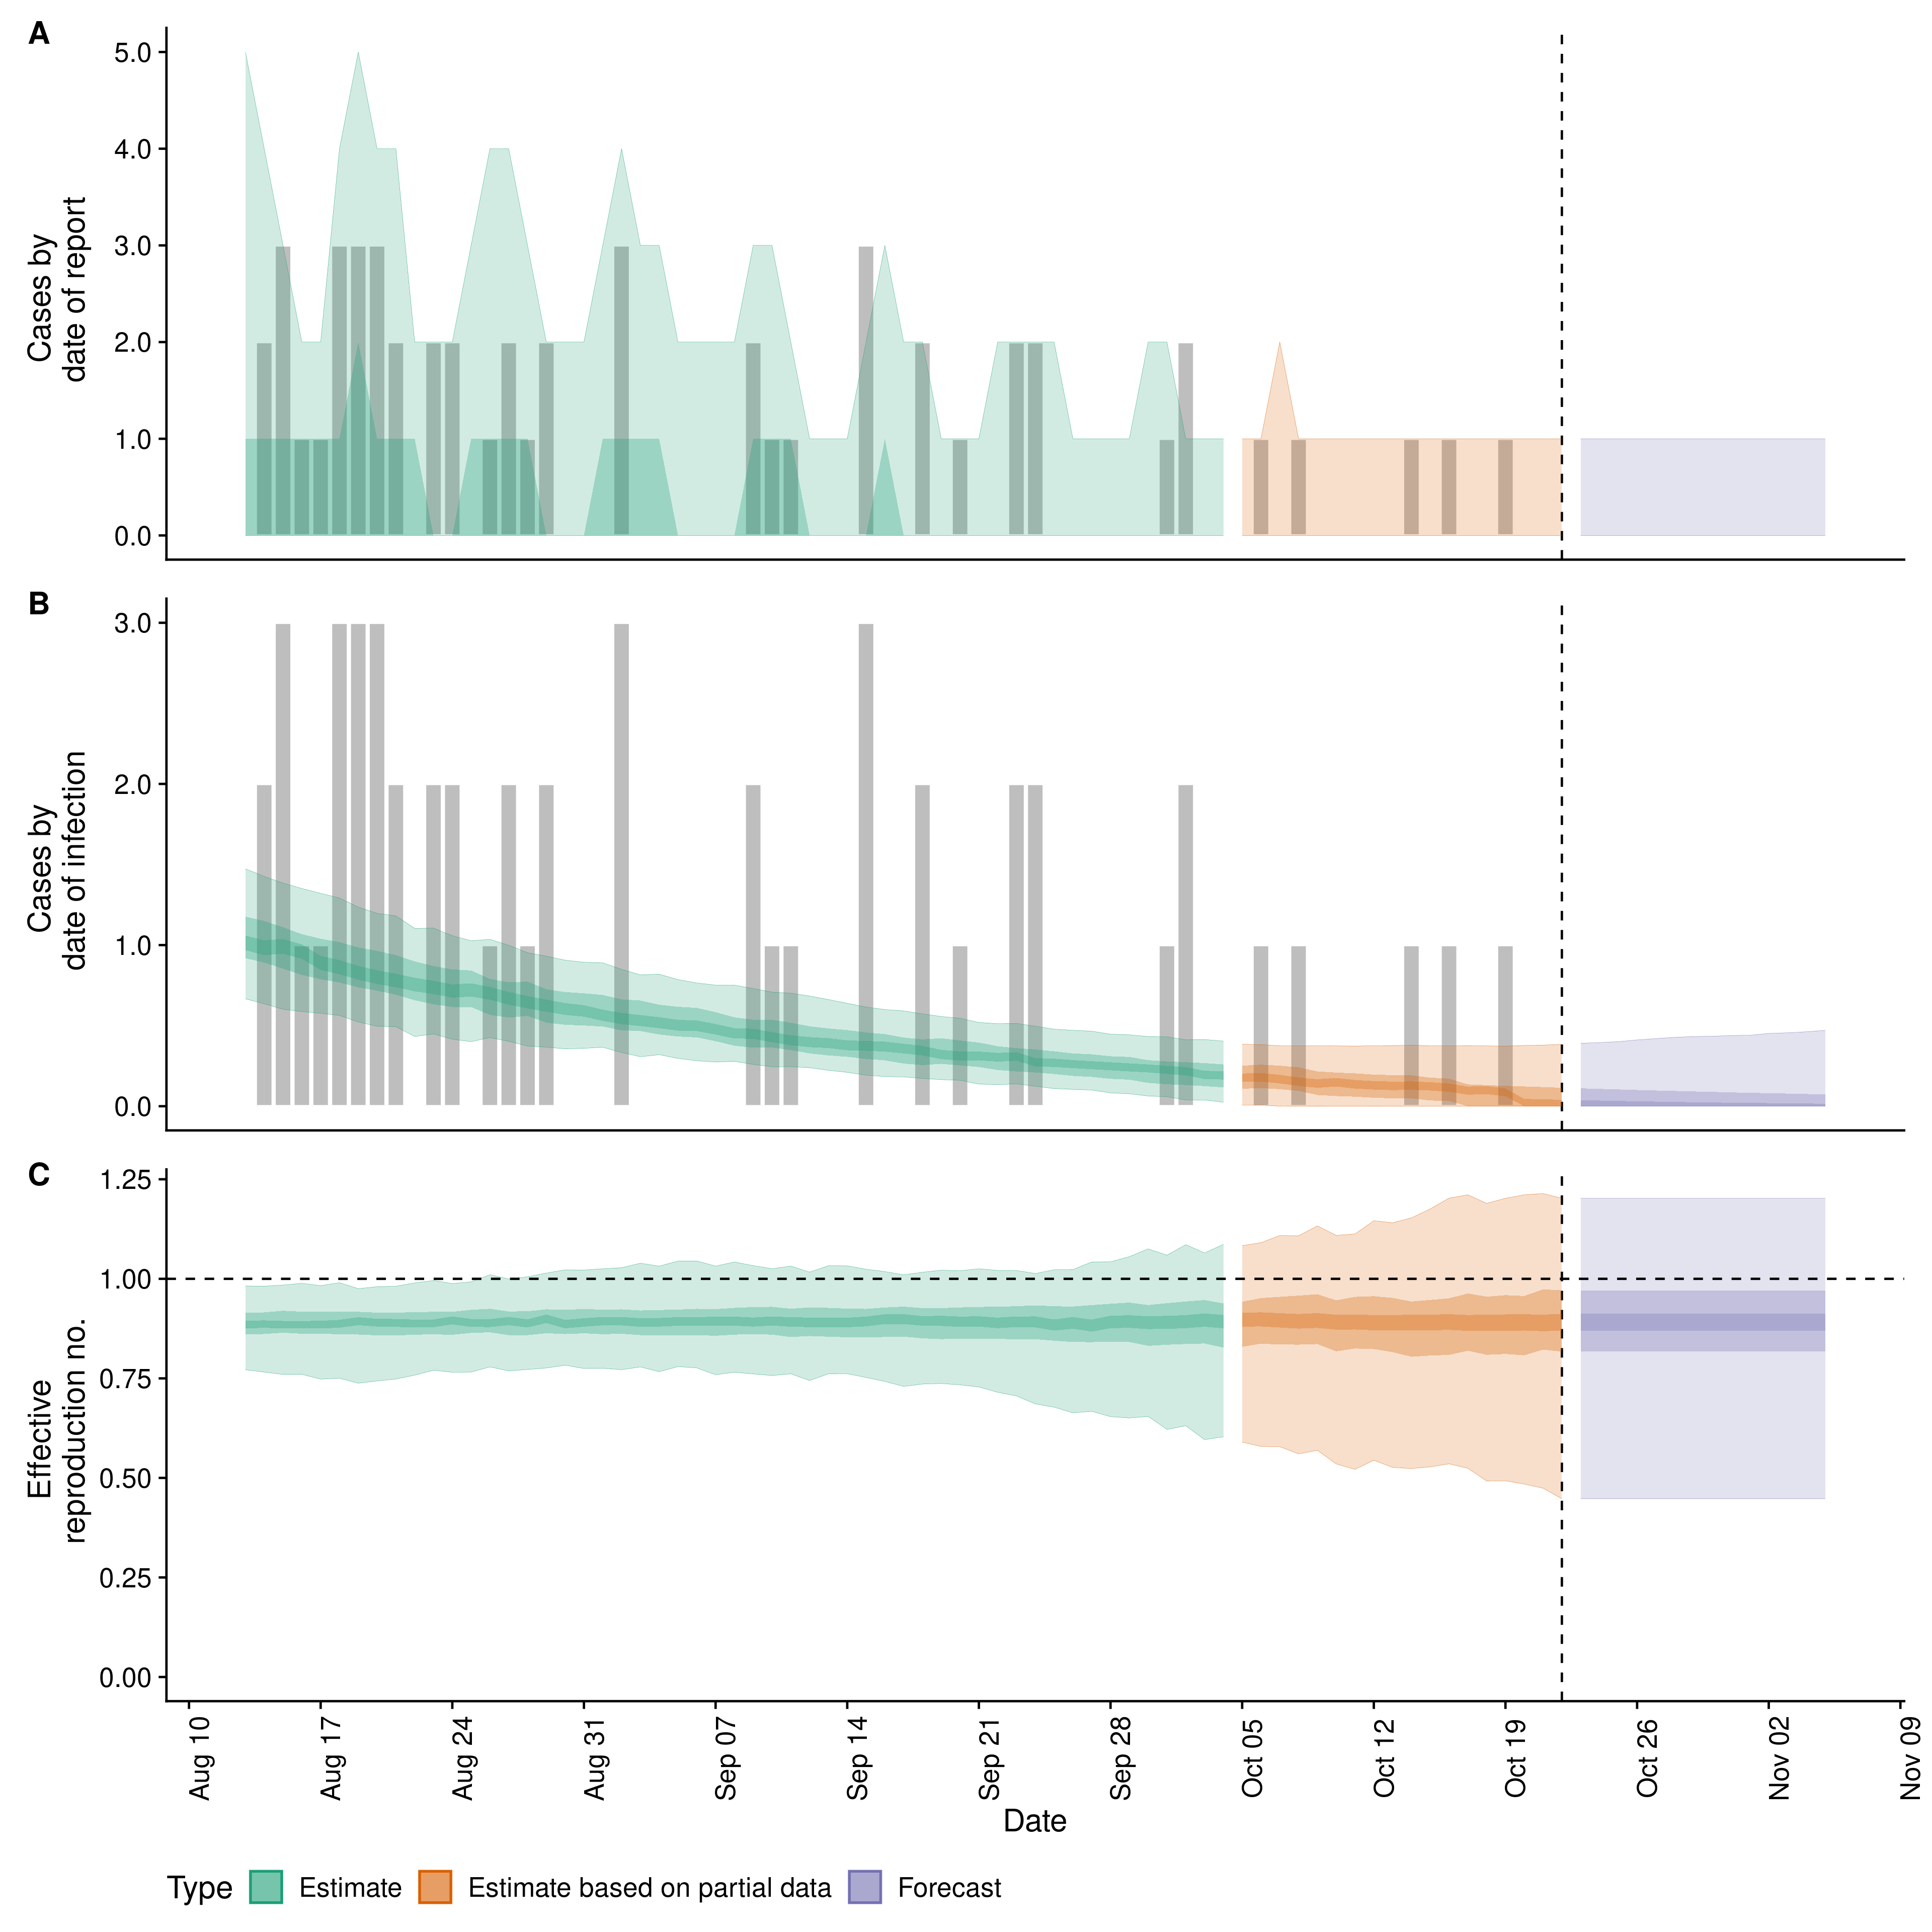 A
5.0
4.0
3.0
2.0
1.0
0.0
Cases by
date of report
B
3.0
2.0
1.0
0.0
Cases by
date of infection
C
1.25
1.00
0.75
0.50
0.25
0.00
Effective
reproduction no.
Aug 10
Aug 17
Aug 24
Aug 31
Sep 07
Sep 14
Sep 21
Sep 28
Oct 05
Oct 12
Oct 19
Oct 26
Nov 02
Nov 09
Date
Type Estimate Estimate based on partial data Forecast